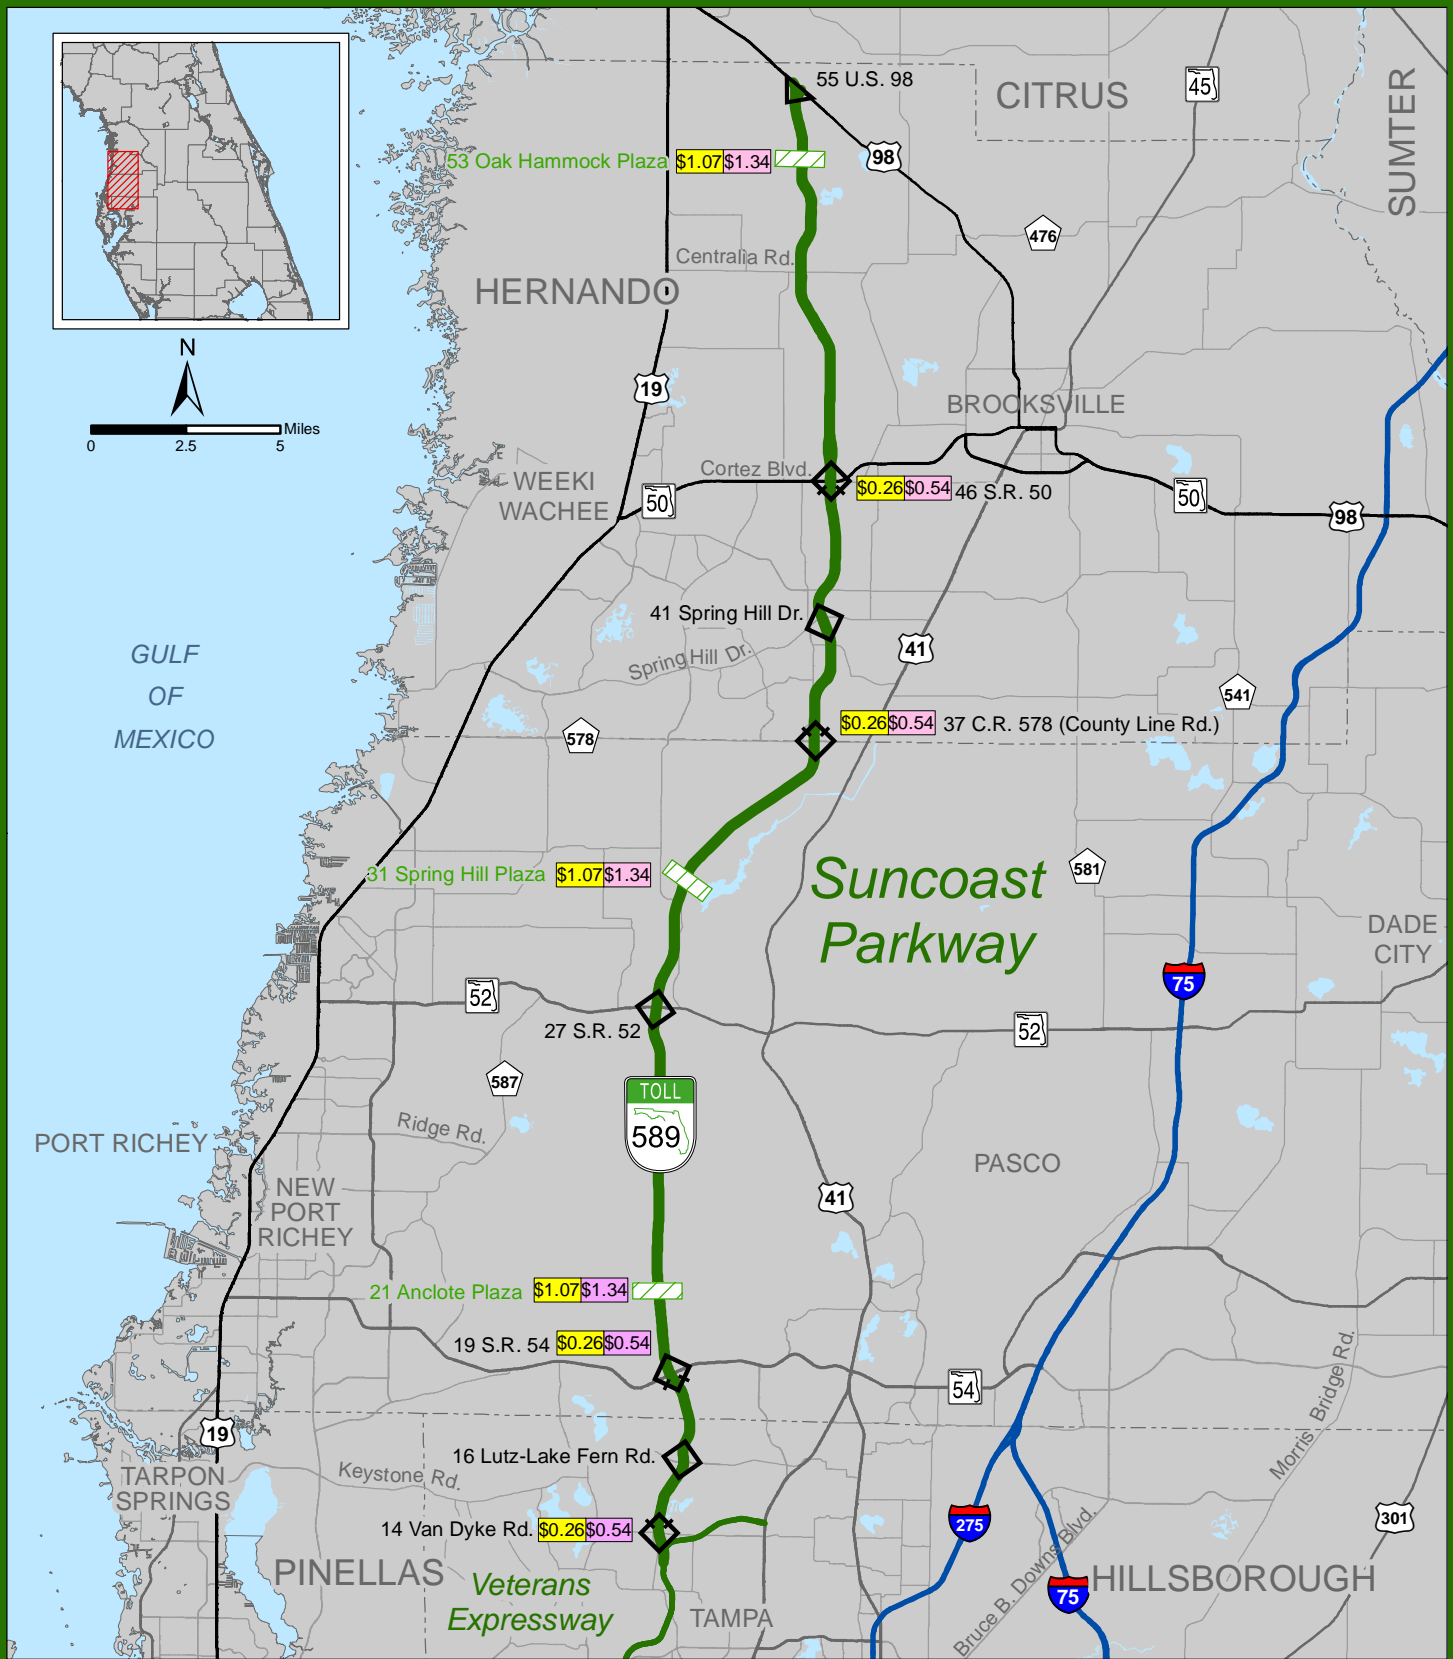 55 U.S. 98
CITRUS
45
SUMTER
53 Oak Hammock Plaza $1.07 $1.34
98
476
Centralia Rd.
HERNANDO
N
19
0 2.5 5 Miles
BROOKSVILLE
Cortez Blvd.
WEEKI
WACHEE
50
$0.26 $0.54 46 S.R. 50
50
98
41 Spring Hill Dr.
GULF
OF
MEXICO
Spring Hill Dr.
41
541
578
$0.26 $0.54 37 C.R. 578 (County Line Rd.)
31 Spring Hill Plaza $1.07 $1.34
Suncoast
Parkway
581
DADE
CITY
75
52
27 S.R. 52
52
587
TOLL
589
Ridge Rd.
PORT RICHEY
PASCO
NEW
PORT
RICHEY
41
21 Anclote Plaza $1.07 $1.34
19 S.R. 54 $0.26 $0.54
54
Morris Bridge Rd.
19
16 Lutz-Lake Fern Rd.
TARPON
SPRINGS
Keystone Rd.
14 Van Dyke Rd. $0.26 $0.54
275
301
PINELLAS
Veterans
Expressway
TAMPA
Bruce B. Downs Blvd.
75
HILLSBOROUGH